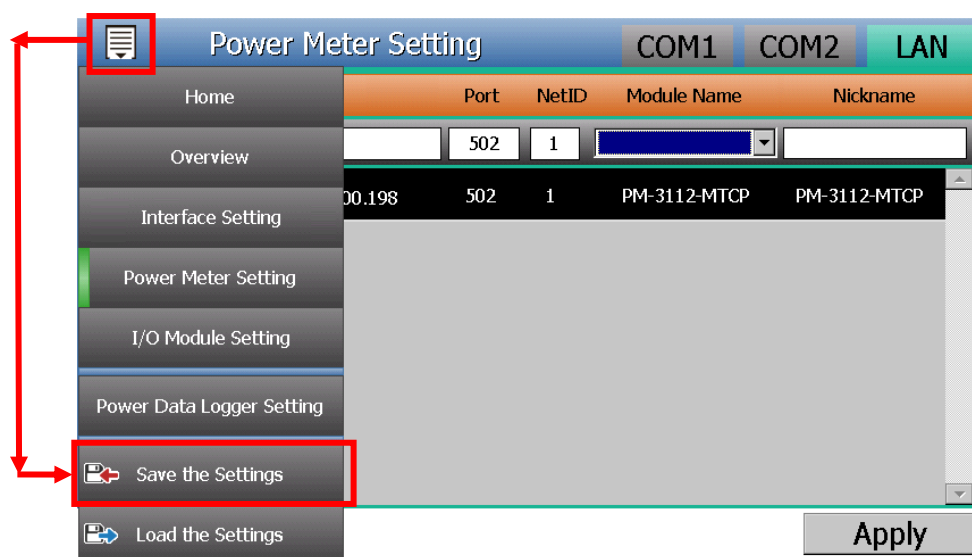 Power Meter Setting COM1 COM2 LAN
Home
Port NetID Module Name Nickname
Overview
502 1
Interface Setting
00.198 502 1 PM-3112-MTCP PM-3112-MTCP
Power Meter Setting
I/O Module Setting
Power Data Logger Setting
Save the Settings
Load the Settings
Apply